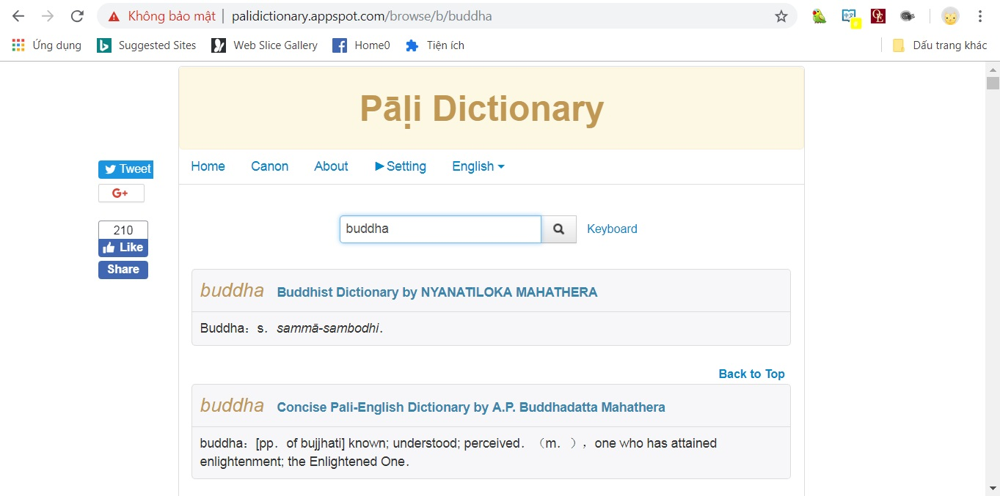 Không bảo mật | palidictionary.appspot.com/browse/b/buddha
Ứng dụng Suggested Sites Web Slice Gallery Home0 Tiện ích Dấu trang khác
Pāḷi Dictionary
Home Canon About ►Setting English
Tweet
G+
210
Like
Share
buddha Keyboard
buddha Buddhist Dictionary by NYANATILOKA MAHATHERA
Buddha：s．sammā-sambodhi．
Back to Top
buddha Concise Pali-English Dictionary by A.P. Buddhadatta Mahathera
buddha：[pp．of bujjhati] known; understood; perceived．（m．），one who has attained
enlightenment; the Enlightened One．